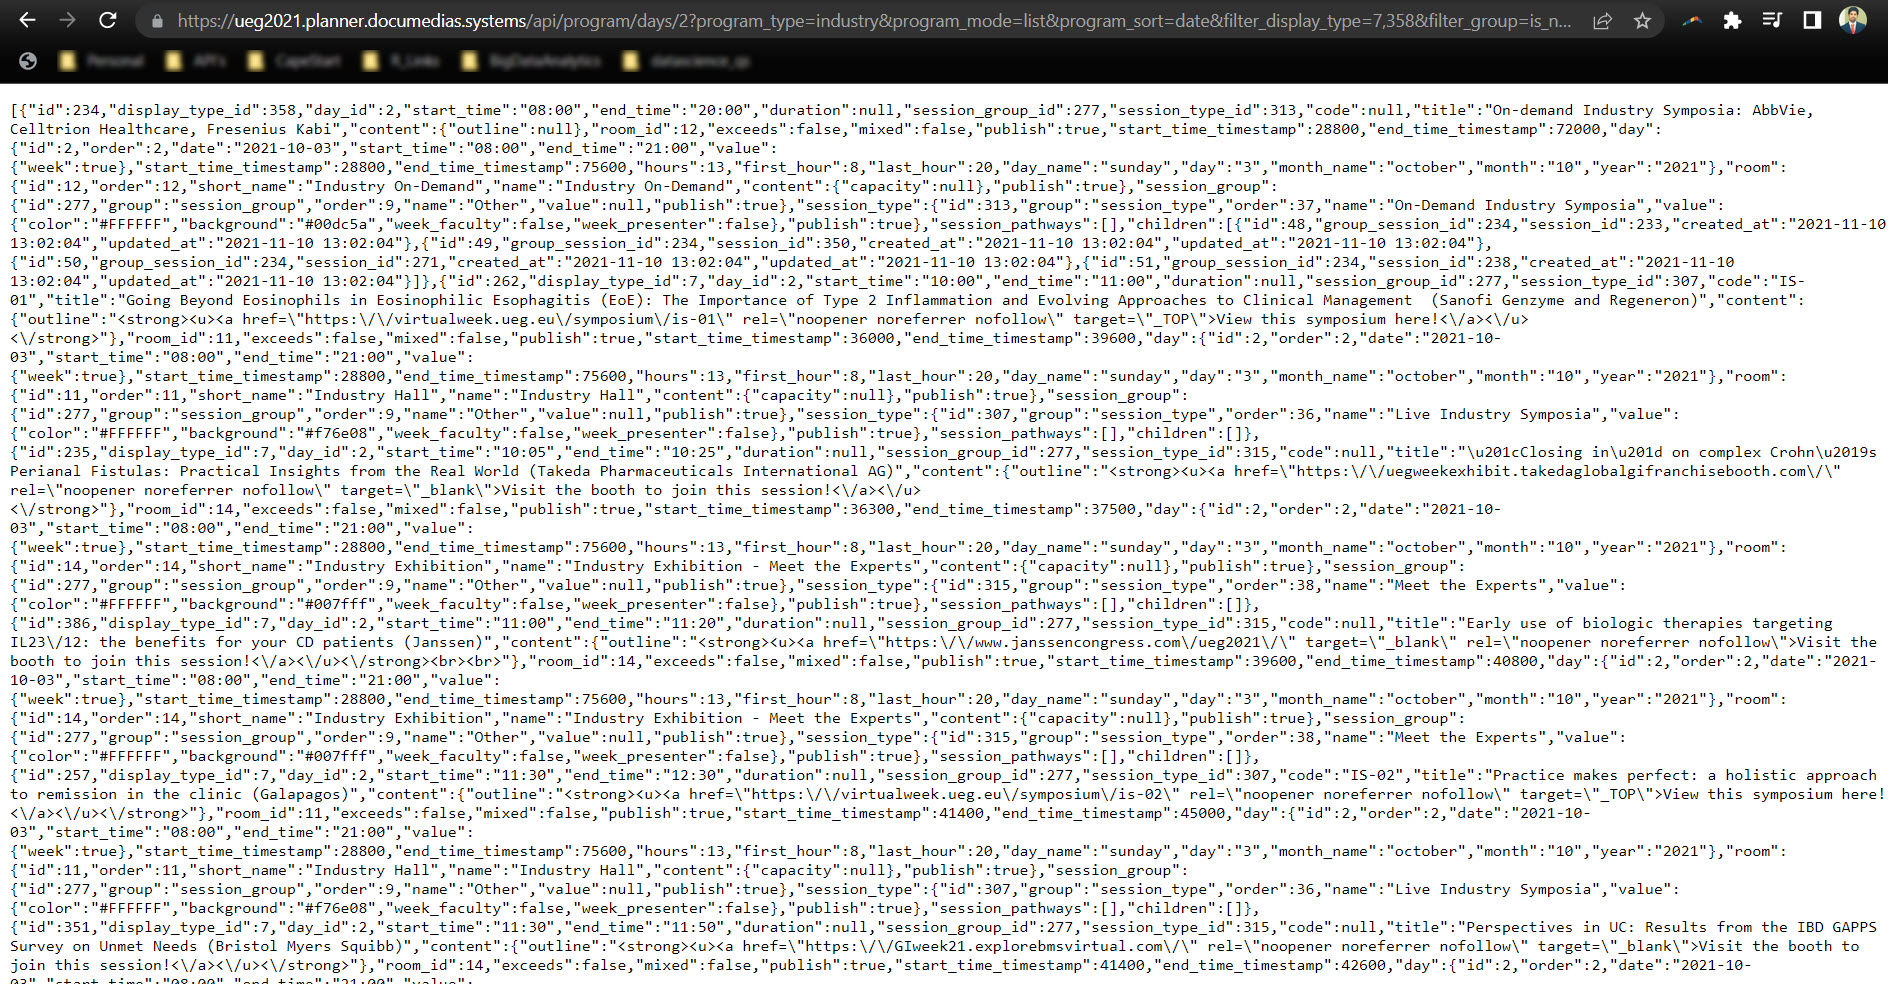 https://ueg2021.planner.documedias.systems/api/program/days/2?program_type=industry&program_mode=list&program_sort=date&filter_display_type=7,358&filter_group=is_n...
Personal API's CapeStart R_Links BigDataAnalytics
[{"id":234,"display_type_id":358,"day_id":2,"start_time":"08:00","end_time":"20:00","duration":null,"session_group_id":277,"session_type_id":313,"code":null,"title":"On-demand Industry Symposia: AbbVie,
Celltrion Healthcare, Fresenius Kabi","content":{"outline":null},"room_id":12,"exceeds":false,"mixed":false,"publish":true,"start_time_timestamp":28800,"end_time_timestamp":72000,"day":
{"id":2,"order":2,"date":"2021-10-03","start_time":"08:00","end_time":"21:00","value":
{"week":true},"start_time_timestamp":28800,"end_time_timestamp":75600,"hours":13,"first_hour":8,"last_hour":20,"day_name":"sunday","day":"3","month_name":"october","month":"10","year":"2021"},"room":
{"id":12,"order":12,"short_name":"Industry On-Demand","name":"Industry On-Demand","content":{"capacity":null},"publish":true},"session_group":
{"id":277,"group":"session_group","order":9,"name":"Other","value":null,"publish":true},"session_type":{"id":313,"group":"session_type","order":37,"name":"On-Demand Industry Symposia","value":
{"color":"#FFFFFF","background":"#00dc5a","week_faculty":false,"week_presenter":false},"publish":true},"session_pathways":[],"children":[{"id":48,"group_session_id":234,"session_id":233,"created_at":"2021-11-10
13:02:04","updated_at":"2021-11-10 13:02:04"},{"id":49,"group_session_id":234,"session_id":350,"created_at":"2021-11-10 13:02:04","updated_at":"2021-11-10 13:02:04"},
{"id":50,"group_session_id":234,"session_id":271,"created_at":"2021-11-10 13:02:04","updated_at":"2021-11-10 13:02:04"},{"id":51,"group_session_id":234,"session_id":238,"created_at":"2021-11-10
13:02:04","updated_at":"2021-11-10 13:02:04"}]},{"id":262,"display_type_id":7,"day_id":2,"start_time":"10:00","end_time":"11:00","duration":null,"session_group_id":277,"session_type_id":307,"code":"IS-
01","title":"Going Beyond Eosinophils in Eosinophilic Esophagitis (EoE): The Importance of Type 2 Inflammation and Evolving Approaches to Clinical Management  (Sanofi Genzyme and Regeneron)","content":
{"outline":"<strong><u><a href=\"https:\/\/virtualweek.ueg.eu\/symposium\/is-01\" rel=\"noopener noreferrer nofollow\" target=\"_TOP\">View this symposium here!<\/a><\/u>
<\/strong>"},"room_id":11,"exceeds":false,"mixed":false,"publish":true,"start_time_timestamp":36000,"end_time_timestamp":39600,"day":{"id":2,"order":2,"date":"2021-10-
03","start_time":"08:00","end_time":"21:00","value":
{"week":true},"start_time_timestamp":28800,"end_time_timestamp":75600,"hours":13,"first_hour":8,"last_hour":20,"day_name":"sunday","day":"3","month_name":"october","month":"10","year":"2021"},"room":
{"id":11,"order":11,"short_name":"Industry Hall","name":"Industry Hall","content":{"capacity":null},"publish":true},"session_group":
{"id":277,"group":"session_group","order":9,"name":"Other","value":null,"publish":true},"session_type":{"id":307,"group":"session_type","order":36,"name":"Live Industry Symposia","value":
{"color":"#FFFFFF","background":"#f76e08","week_faculty":false,"week_presenter":false},"publish":true},"session_pathways":[],"children":[]},
{"id":235,"display_type_id":7,"day_id":2,"start_time":"10:05","end_time":"10:25","duration":null,"session_group_id":277,"session_type_id":315,"code":null,"title":"\u201cClosing in\u201d on complex Crohn\u2019s
Perianal Fistulas: Practical Insights from the Real World (Takeda Pharmaceuticals International AG)","content":{"outline":"<strong><u><a href=\"https:\/\/uegweekexhibit.takedaglobalgifranchisebooth.com\/\"
rel=\"noopener noreferrer nofollow\" target=\"_blank\">Visit the booth to join this session!<\/a><\/u>
<\/strong>"},"room_id":14,"exceeds":false,"mixed":false,"publish":true,"start_time_timestamp":36300,"end_time_timestamp":37500,"day":{"id":2,"order":2,"date":"2021-10-
03","start_time":"08:00","end_time":"21:00","value":
{"week":true},"start_time_timestamp":28800,"end_time_timestamp":75600,"hours":13,"first_hour":8,"last_hour":20,"day_name":"sunday","day":"3","month_name":"october","month":"10","year":"2021"},"room":
{"id":14,"order":14,"short_name":"Industry Exhibition","name":"Industry Exhibition - Meet the Experts","content":{"capacity":null},"publish":true},"session_group":
{"id":277,"group":"session_group","order":9,"name":"Other","value":null,"publish":true},"session_type":{"id":315,"group":"session_type","order":38,"name":"Meet the Experts","value":
{"color":"#FFFFFF","background":"#007fff","week_faculty":false,"week_presenter":false},"publish":true},"session_pathways":[],"children":[]},
{"id":386,"display_type_id":7,"day_id":2,"start_time":"11:00","end_time":"11:20","duration":null,"session_group_id":277,"session_type_id":315,"code":null,"title":"Early use of biologic therapies targeting
IL23\/12: the benefits for your CD patients (Janssen)","content":{"outline":"<strong><u><a href=\"https:\/\/www.janssencongress.com\/ueg2021\/\" target=\"_blank\" rel=\"noopener noreferrer nofollow\">Visit the
booth to join this session!<\/a><\/u><\/strong><br><br>"},"room_id":14,"exceeds":false,"mixed":false,"publish":true,"start_time_timestamp":39600,"end_time_timestamp":40800,"day":{"id":2,"order":2,"date":"2021-
10-03","start_time":"08:00","end_time":"21:00","value":
{"week":true},"start_time_timestamp":28800,"end_time_timestamp":75600,"hours":13,"first_hour":8,"last_hour":20,"day_name":"sunday","day":"3","month_name":"october","month":"10","year":"2021"},"room":
{"id":14,"order":14,"short_name":"Industry Exhibition","name":"Industry Exhibition - Meet the Experts","content":{"capacity":null},"publish":true},"session_group":
{"id":277,"group":"session_group","order":9,"name":"Other","value":null,"publish":true},"session_type":{"id":315,"group":"session_type","order":38,"name":"Meet the Experts","value":
{"color":"#FFFFFF","background":"#007fff","week_faculty":false,"week_presenter":false},"publish":true},"session_pathways":[],"children":[]},
{"id":257,"display_type_id":7,"day_id":2,"start_time":"11:30","end_time":"12:30","duration":null,"session_group_id":277,"session_type_id":307,"code":"IS-02","title":"Practice makes perfect: a holistic approach
to remission in the clinic (Galapagos)","content":{"outline":"<strong><u><a href=\"https:\/\/virtualweek.ueg.eu\/symposium\/is-02\" rel=\"noopener noreferrer nofollow\" target=\"_TOP\">View this symposium here!
<\/a><\/u><\/strong>"},"room_id":11,"exceeds":false,"mixed":false,"publish":true,"start_time_timestamp":41400,"end_time_timestamp":45000,"day":{"id":2,"order":2,"date":"2021-10-
03","start_time":"08:00","end_time":"21:00","value":
{"week":true},"start_time_timestamp":28800,"end_time_timestamp":75600,"hours":13,"first_hour":8,"last_hour":20,"day_name":"sunday","day":"3","month_name":"october","month":"10","year":"2021"},"room":
{"id":11,"order":11,"short_name":"Industry Hall","name":"Industry Hall","content":{"capacity":null},"publish":true},"session_group":
{"id":277,"group":"session_group","order":9,"name":"Other","value":null,"publish":true},"session_type":{"id":307,"group":"session_type","order":36,"name":"Live Industry Symposia","value":
{"color":"#FFFFFF","background":"#f76e08","week_faculty":false,"week_presenter":false},"publish":true},"session_pathways":[],"children":[]},
{"id":351,"display_type_id":7,"day_id":2,"start_time":"11:30","end_time":"11:50","duration":null,"session_group_id":277,"session_type_id":315,"code":null,"title":"Perspectives in UC: Results from the IBD GAPPS
Survey on Unmet Needs (Bristol Myers Squibb)","content":{"outline":"<strong><u><a href=\"https:\/\/GIweek21.explorebmsvirtual.com\/\" rel=\"noopener noreferrer nofollow\" target=\"_blank\">Visit the booth to
join this session!<\/a><\/u><\/strong>"},"room_id":14,"exceeds":false,"mixed":false,"publish":true,"start_time_timestamp":41400,"end_time_timestamp":42600,"day":{"id":2,"order":2,"date":"2021-10-
03","start_time":"08:00","end_time":"21:00","value":